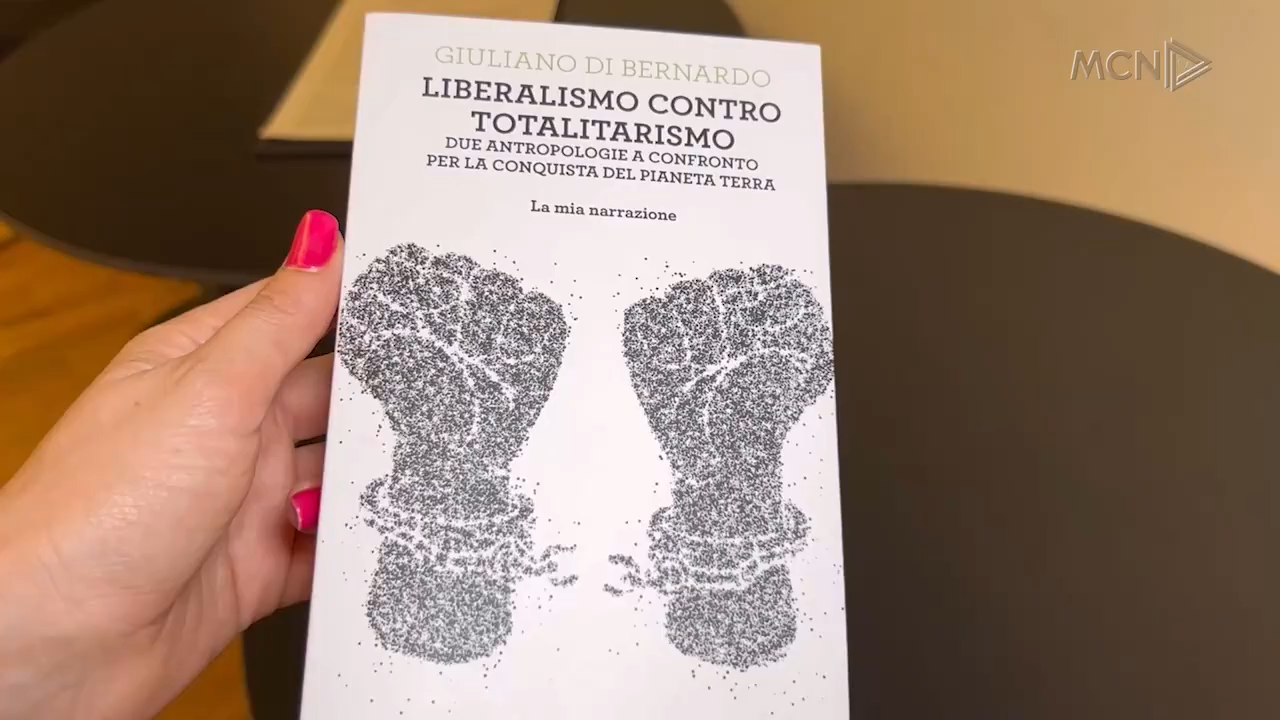 MCN
GIULIANO DI BERNARDO
LIBERALISMO CONTRO
TOTALITARISMO
DUE ANTROPOLOGIE A CONFRONTO
PER LA CONQUISTA DEL PIANETA TERRA
La mia narrazione